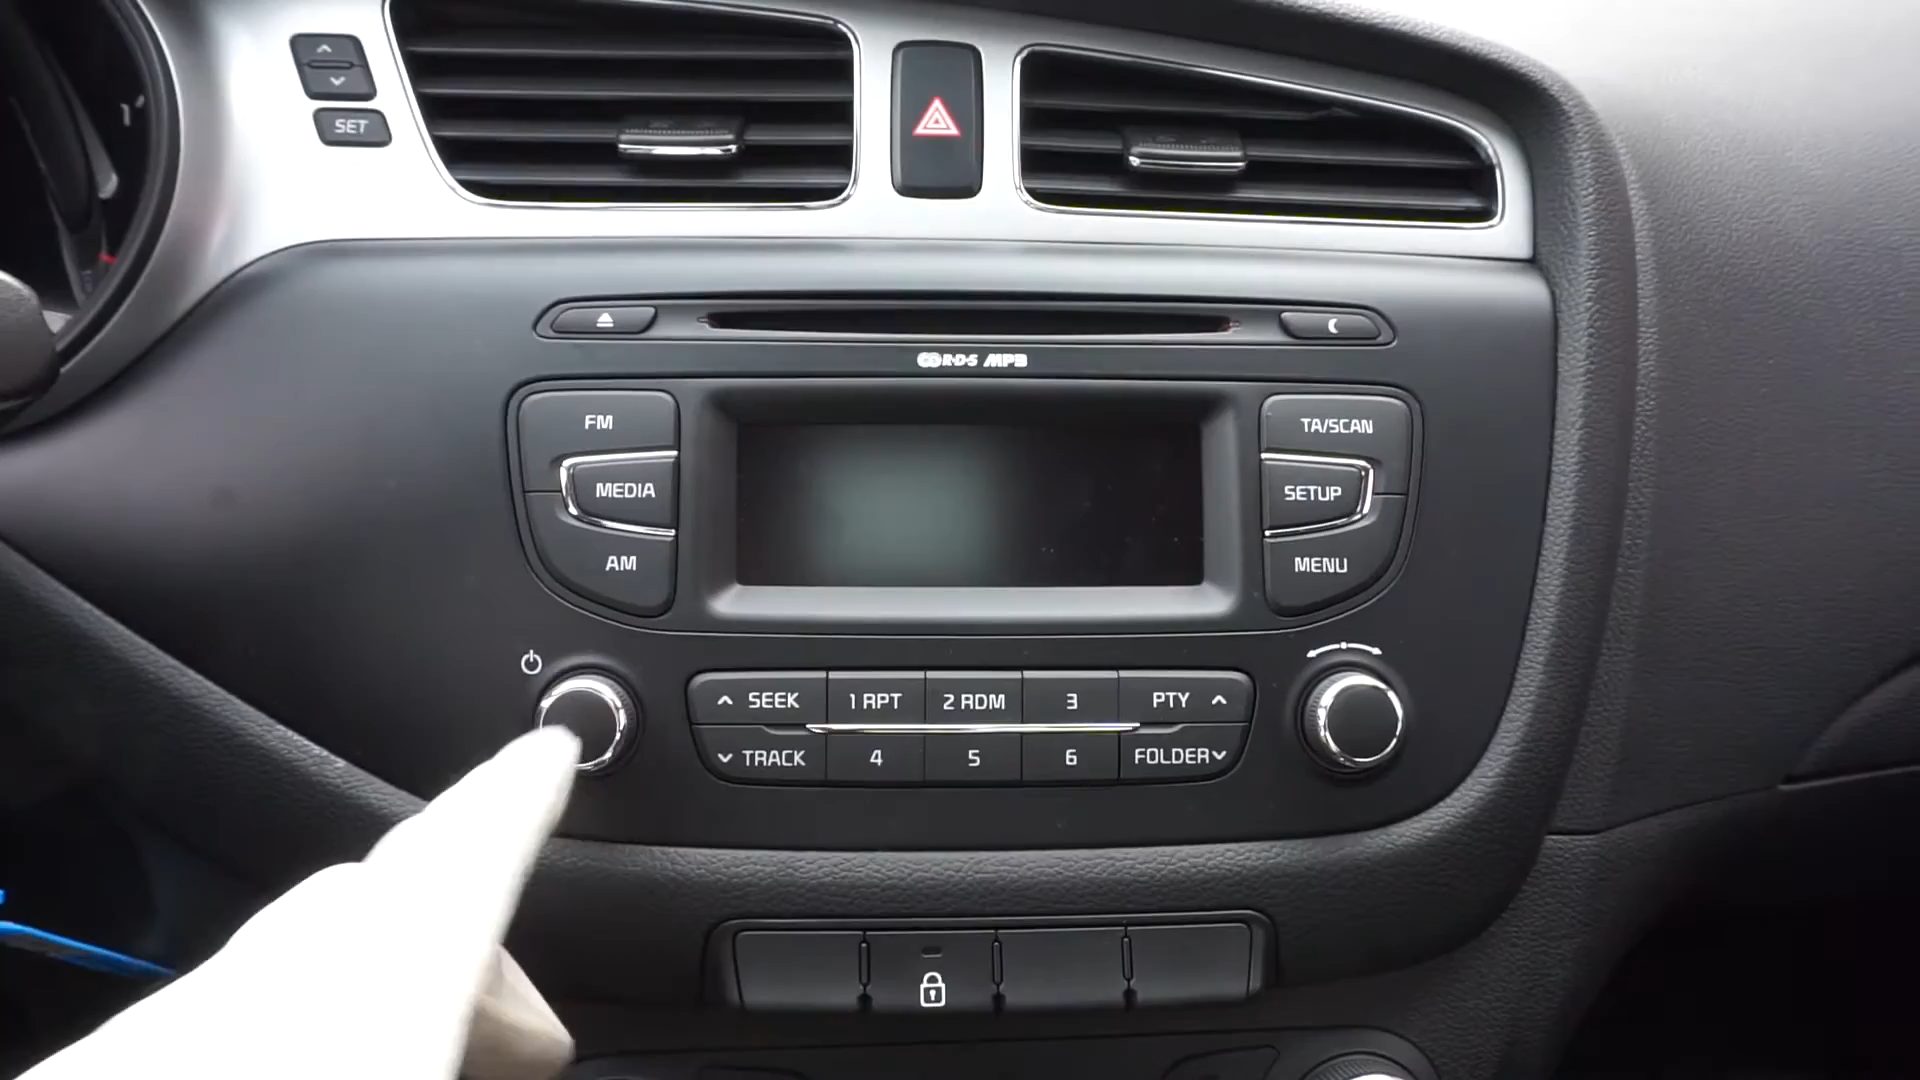 SET
R·D·S MP3
FM
TA/SCAN
MEDIA
SETUP
AM
MENU
SEEK
1 RPT
2 RDM
3
PTY
TRACK
4
5
6
FOLDER